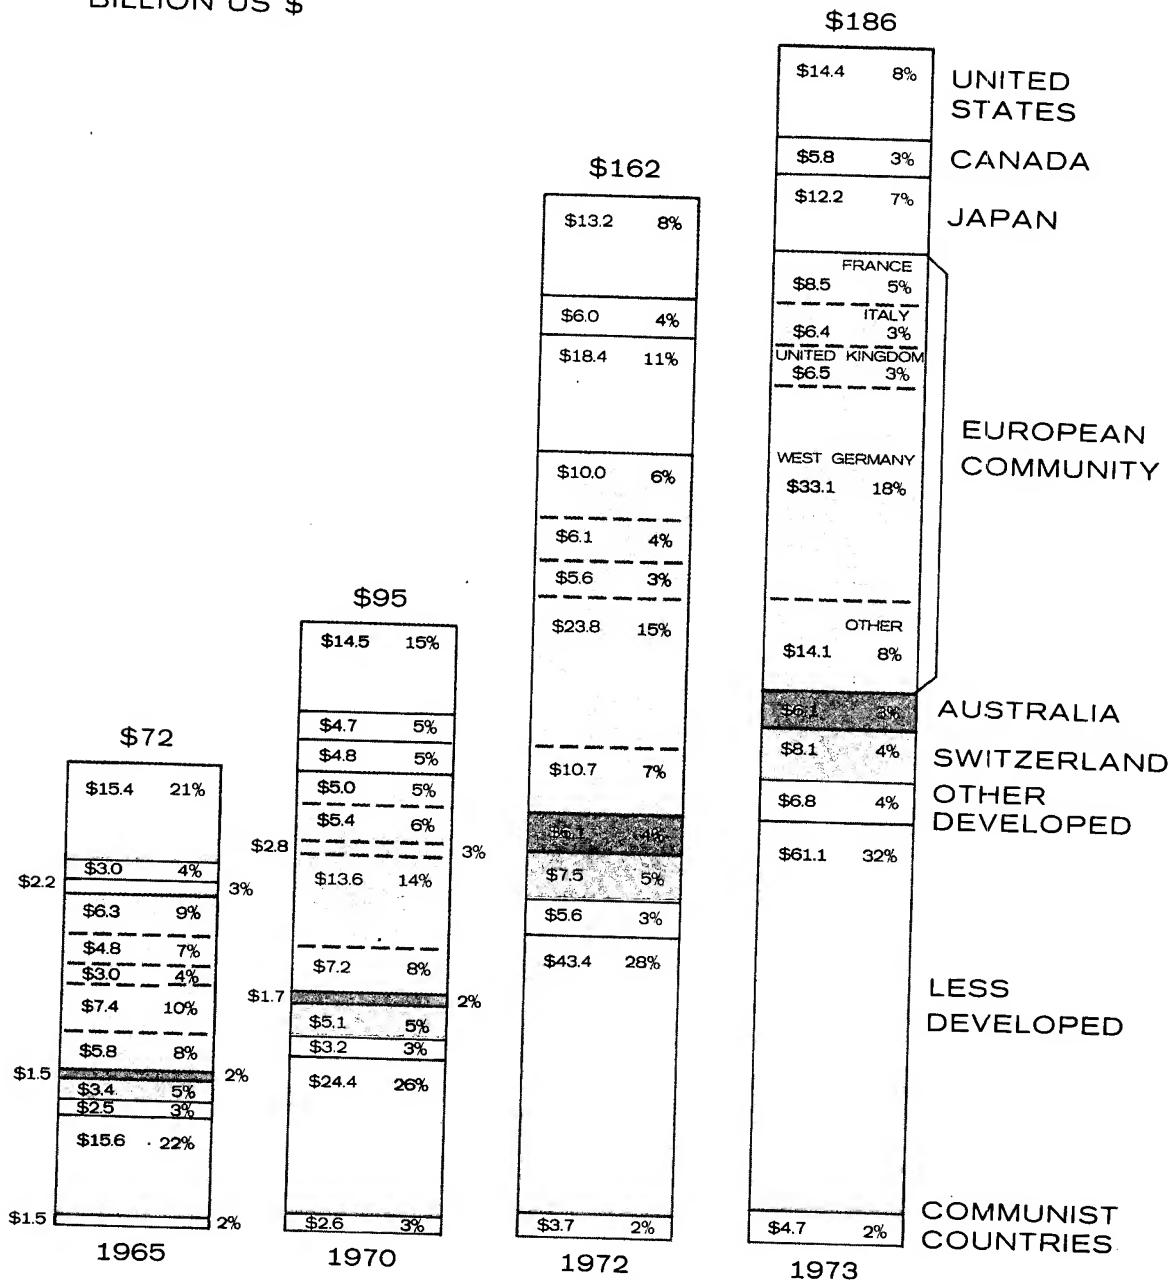 BILLION US $
$186
$14.4 8% UNITED
STATES
$5.8 3% CANADA
$12.2 7% JAPAN
FRANCE
$8.5 5%
ITALY
$6.4 3%
UNITED KINGDOM
$6.5 3%
EUROPEAN
COMMUNITY
WEST GERMANY
$33.1 18%
OTHER
$14.1 8%
$6.1 3% AUSTRALIA
$8.1 4% SWITZERLAND
$6.8 4% OTHER
DEVELOPED
$61.1 32%
LESS
DEVELOPED
$4.7 2% COMMUNIST
COUNTRIES
1973
$162
$13.2 8%
$6.0 4%
$18.4 11%
$10.0 6%
$6.1 4%
$5.6 3%
$23.8 15%
$10.7 7%
$6.1 4%
$7.5 5%
$5.6 3%
$43.4 28%
$3.7 2%
1972
$95
$14.5 15%
$4.7 5%
$4.8 5%
$5.0 5%
$5.4 6%
$2.8 3%
$13.6 14%
$7.2 8%
$1.7 2%
$5.1 5%
$3.2 3%
$24.4 26%
$2.6 3%
1970
$72
$15.4 21%
$3.0 4%
$2.2 3%
$6.3 9%
$4.8 7%
$3.0 4%
$7.4 10%
$5.8 8%
$1.5 2%
$3.4 5%
$2.5 3%
$15.6 22%
$1.5 2%
1965